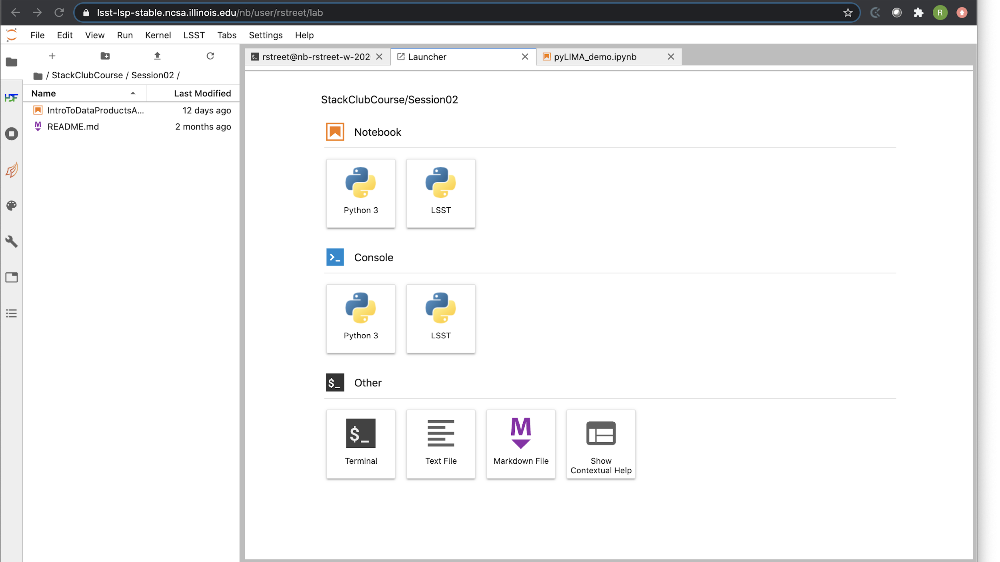 lsst-lsp-stable.ncsa.illinois.edu/nb/user/rstreet/lab
R
File Edit View Run Kernel LSST Tabs Settings Help
$_ rstreet@nb-rstreet-w-202
Launcher
pyLIMA_demo.ipynb
/ StackClubCourse / Session02 /
HDF
Name Last Modified
IntroToDataProductsA... 12 days ago
M README.md 2 months ago
StackClubCourse/Session02
Notebook
Python 3
LSST
>_ Console
Python 3
LSST
$_ Other
$_
Terminal
Text File
M
Markdown File
Show
Contextual Help